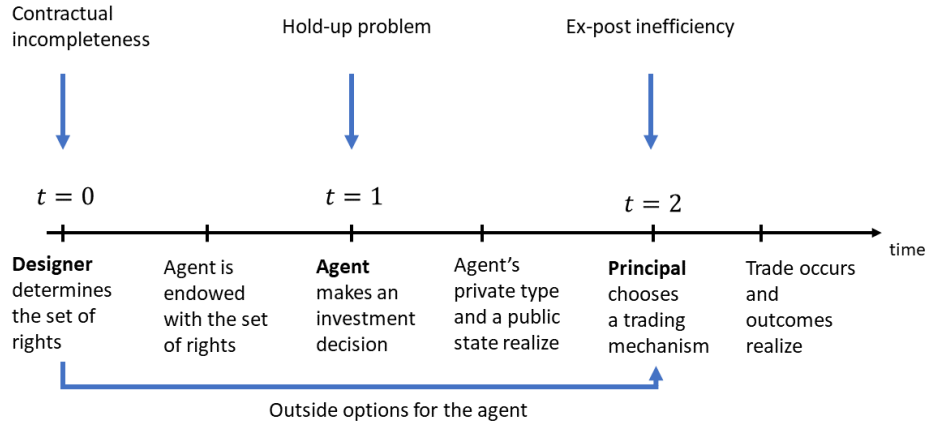 Contractual
incompleteness
Hold-up problem
Ex-post inefficiency
t = 0
t = 1
t = 2
time
Designer
determines
the set of
rights
Agent is
endowed
with the set
of rights
Agent
makes an
investment
decision
Agent's
private type
and a public
state realize
Principal
chooses
a trading
mechanism
Trade occurs
and
outcomes
realize
Outside options for the agent